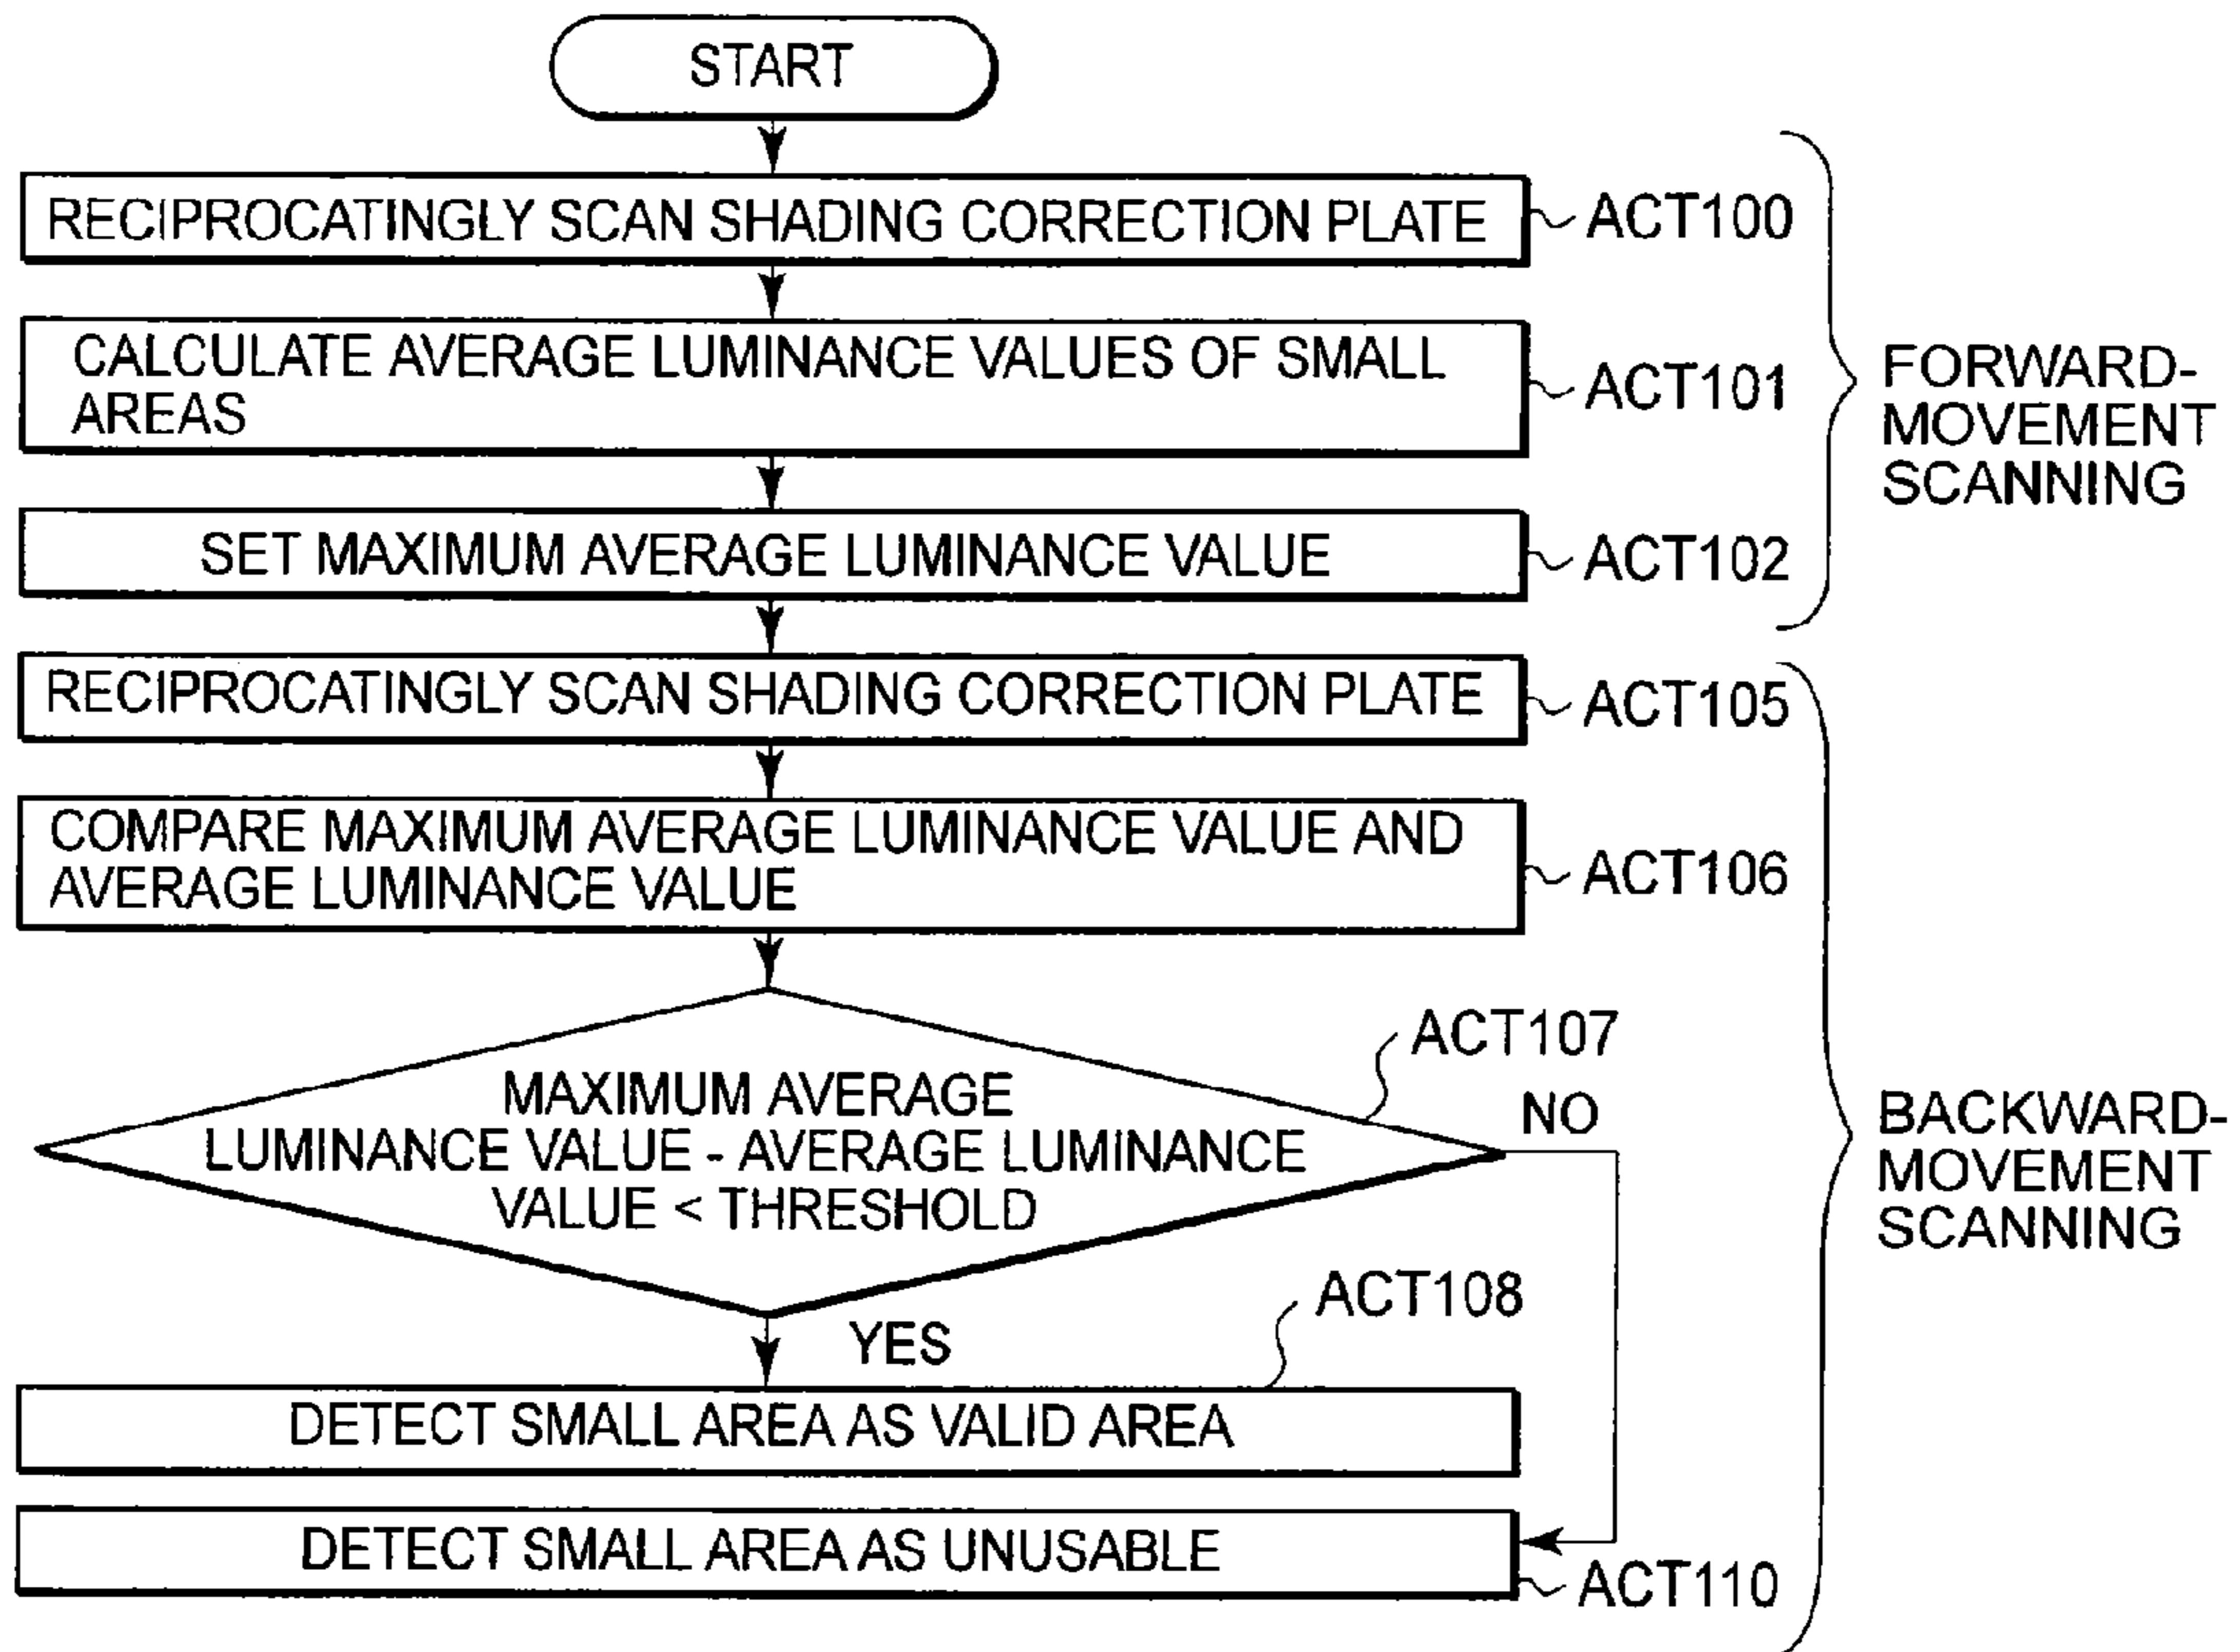 START
RECIPROCATINGLY SCAN SHADING CORRECTION PLATE
ACT100
CALCULATE AVERAGE LUMINANCE VALUES OF SMALL
AREAS
ACT101
SET MAXIMUM AVERAGE LUMINANCE VALUE
ACT102
FORWARD-
MOVEMENT
SCANNING
RECIPROCATINGLY SCAN SHADING CORRECTION PLATE
ACT105
COMPARE MAXIMUM AVERAGE LUMINANCE VALUE AND
AVERAGE LUMINANCE VALUE
ACT106
ACT107
MAXIMUM AVERAGE
LUMINANCE VALUE - AVERAGE LUMINANCE
VALUE < THRESHOLD
NO
YES
BACKWARD-
MOVEMENT
SCANNING
ACT108
DETECT SMALL AREA AS VALID AREA
DETECT SMALL AREA AS UNUSABLE
ACT110